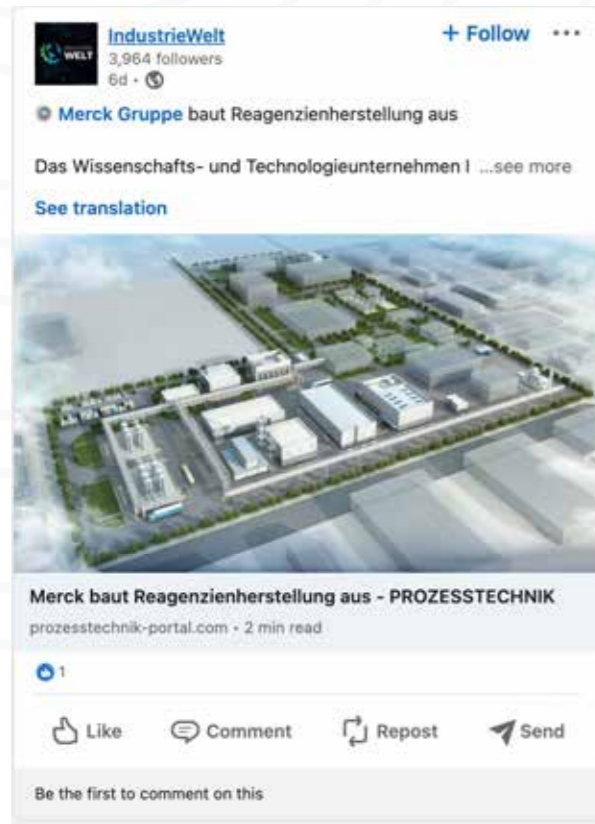 WELT
IndustrieWelt
+ Follow ...
3,964 followers
6d •
Merck Gruppe baut Reagenzienherstellung aus
Das Wissenschafts- und Technologieunternehmen I ...see more
See translation
Merck baut Reagenzienherstellung aus - PROZESSTECHNIK
prozesstechnik-portal.com • 2 min read
1
Like Comment Repost Send
Be the first to comment on this